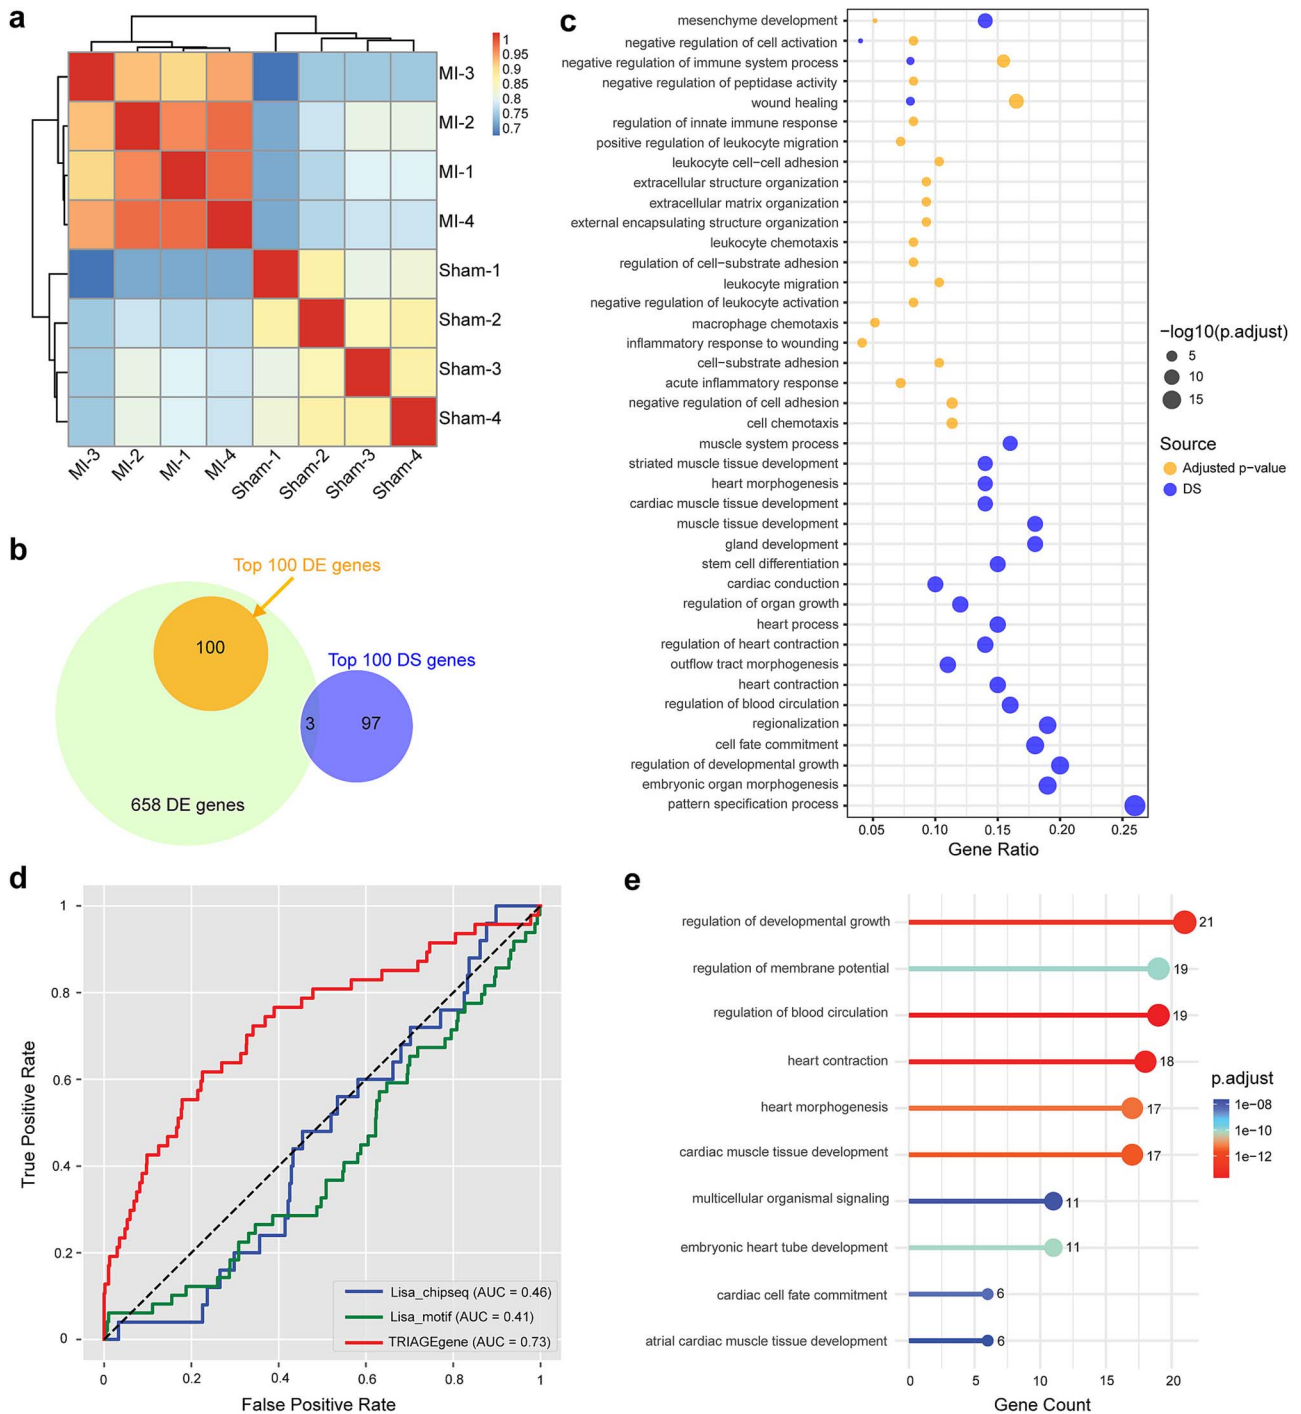 a
1
0.95
0.9
0.85
0.8
0.75
0.7
MI-3
MI-2
MI-1
MI-4
Sham-1
Sham-2
Sham-3
Sham-4
MI-3
MI-2
MI-1
MI-4
Sham-1
Sham-2
Sham-3
Sham-4
b
Top 100 DE genes
100
Top 100 DS genes
3
97
658 DE genes
c
mesenchyme development
negative regulation of cell activation
negative regulation of immune system process
negative regulation of peptidase activity
wound healing
regulation of innate immune response
positive regulation of leukocyte migration
leukocyte cell−cell adhesion
extracellular structure organization
extracellular matrix organization
external encapsulating structure organization
leukocyte chemotaxis
regulation of cell−substrate adhesion
leukocyte migration
negative regulation of leukocyte activation
macrophage chemotaxis
inflammatory response to wounding
cell−substrate adhesion
acute inflammatory response
negative regulation of cell adhesion
cell chemotaxis
muscle system process
striated muscle tissue development
heart morphogenesis
cardiac muscle tissue development
muscle tissue development
gland development
stem cell differentiation
cardiac conduction
regulation of organ growth
heart process
regulation of heart contraction
outflow tract morphogenesis
heart contraction
regulation of blood circulation
regionalization
cell fate commitment
regulation of developmental growth
embryonic organ morphogenesis
pattern specification process
0.05 0.10 0.15 0.20 0.25
Gene Ratio
−log10(p.adjust)
5
10
15
Source
Adjusted p−value
DS
d
1
0.8
0.6
0.4
0.2
0
True Positive Rate
Lisa_chipseq (AUC = 0.46)
Lisa_motif (AUC = 0.41)
TRIAGEgene (AUC = 0.73)
0 0.2 0.4 0.6 0.8 1
False Positive Rate
e
regulation of developmental growth 21
regulation of membrane potential 19
regulation of blood circulation 19
heart contraction 18
heart morphogenesis 17
cardiac muscle tissue development 17
multicellular organismal signaling 11
embryonic heart tube development 11
cardiac cell fate commitment 6
atrial cardiac muscle tissue development 6
0 5 10 15 20
Gene Count
p.adjust
1e−08
1e−10
1e−12